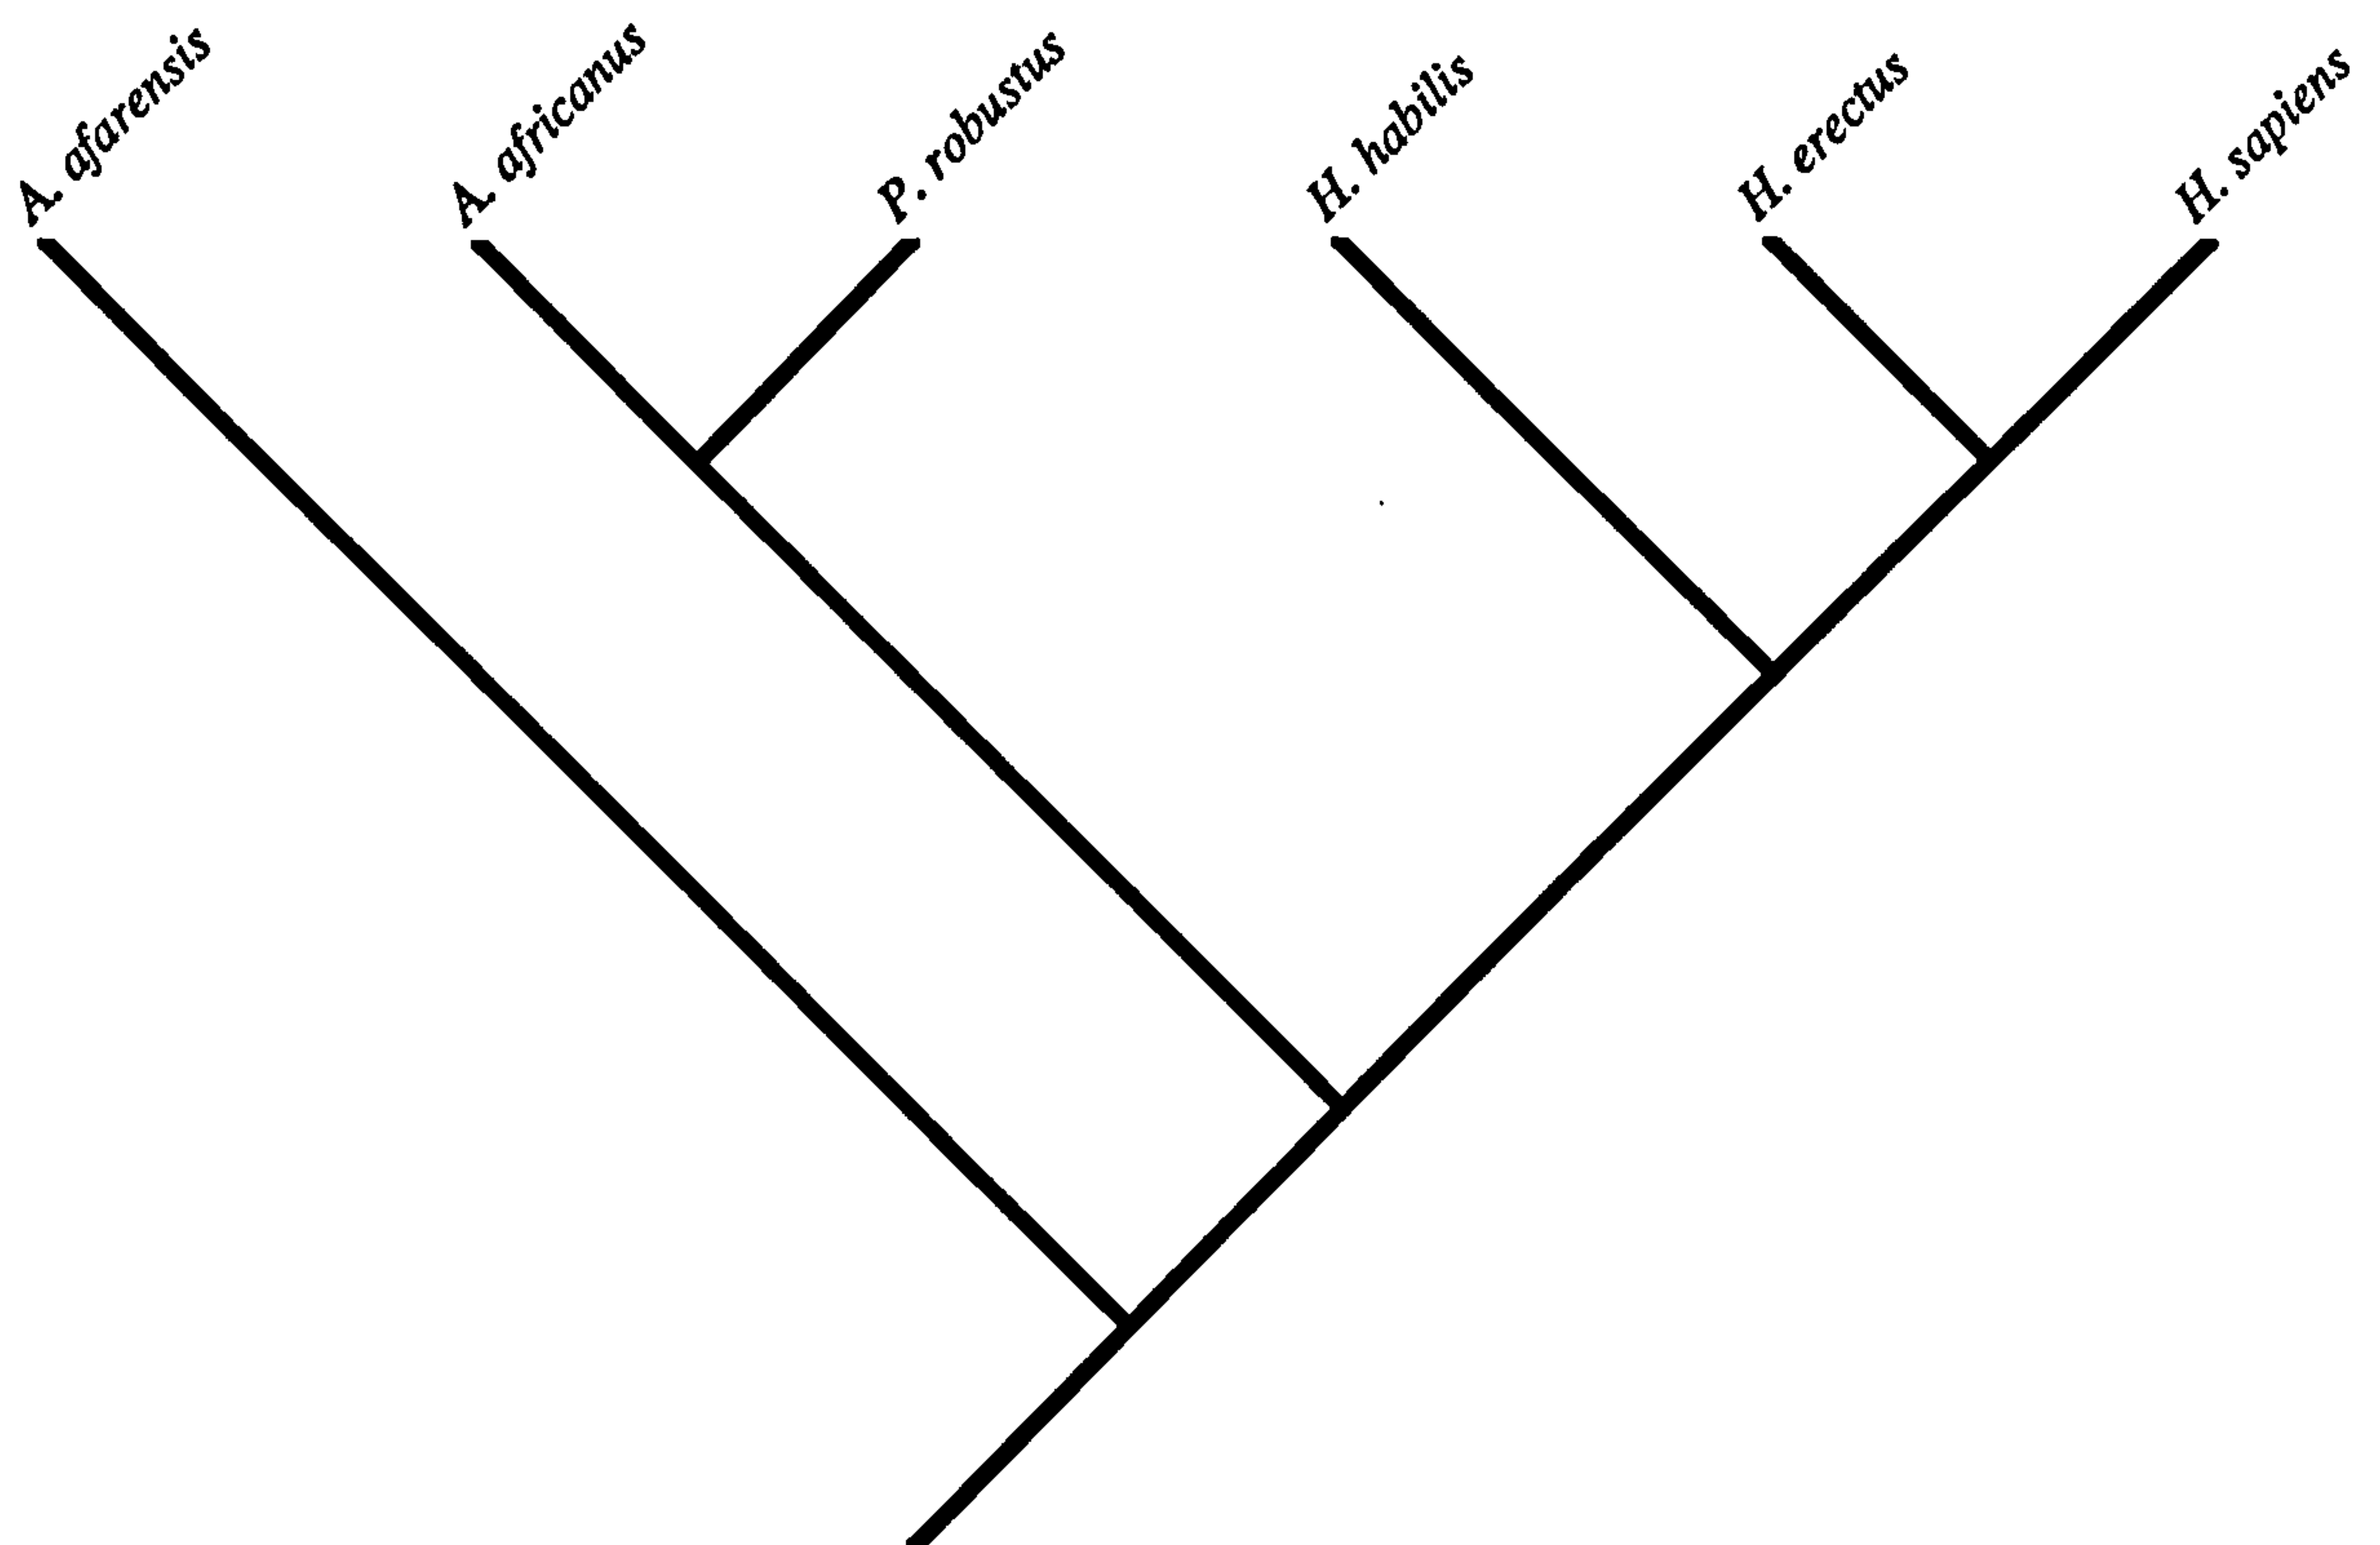 A. afarensis
A. africanus
P. robustus
H. habilis
H. erectus
H. sapiens